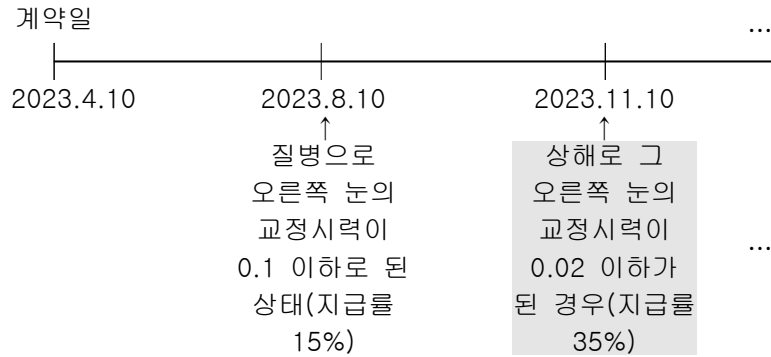 계약일
...
2023.4.10 2023.8.10 2023.11.10
질병으로
오른쪽 눈의
교정시력이
0.1 이하로 된
상태(지급률
15%)
상해로 그
오른쪽 눈의
교정시력이
0.02 이하가
된 경우(지급률
35%)
...